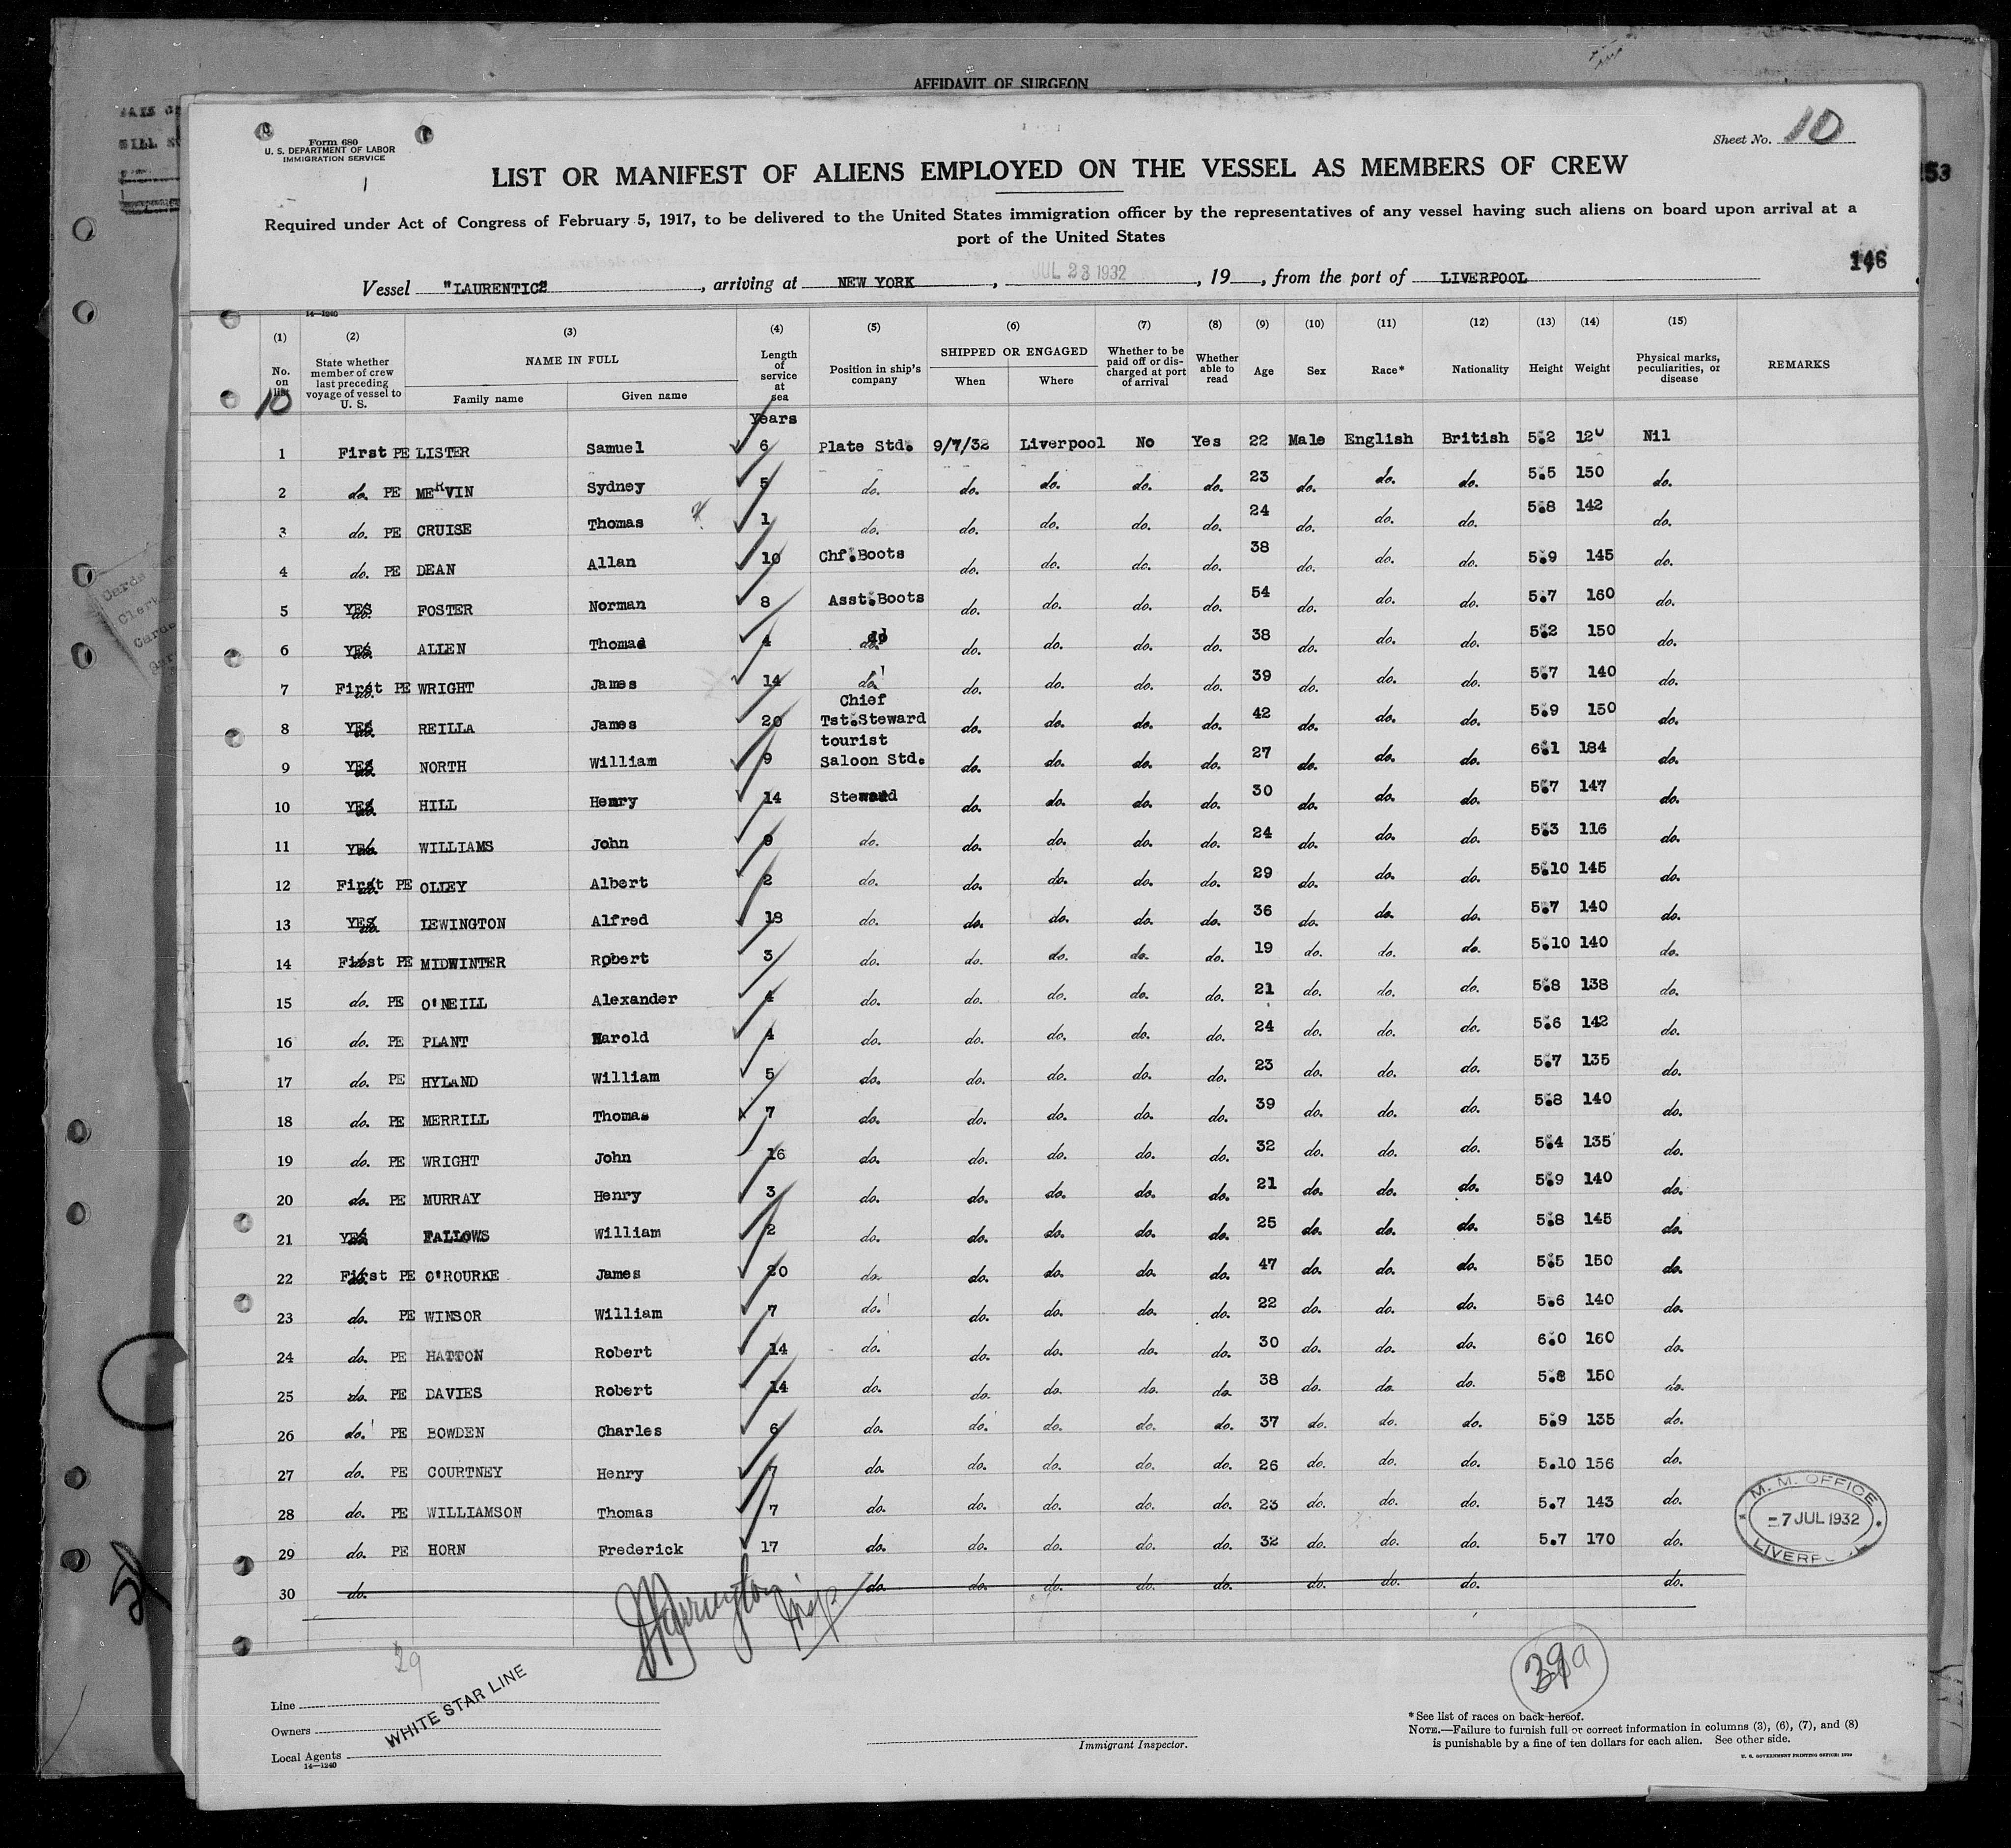 AFFIDAVIT OF SURGEON
Form 680
U. S. DEPARTMENT OF LABOR
IMMIGRATION SERVICE
1
Sheet No. 10
LIST OR MANIFEST OF ALIENS EMPLOYED ON THE VESSEL AS MEMBERS OF CREW
Required under Act of Congress of February 5, 1917, to be delivered to the United States immigration officer by the representatives of any vessel having such aliens on board upon arrival at a
port of the United States
53
146
Vessel "LAURENTIC" , arriving at NEW YORK , JUL 23 1932 , 19 , from the port of LIVERPOOL
14—1240
(1) (2) (3) (4) (5) (6) (7) (8) (9) (10) (11) (12) (13) (14) (15)
No. on list State whether member of crew last preceding voyage of vessel to U. S. NAME IN FULL Family name Given name Length of service at sea Position in ship's company SHIPPED OR ENGAGED When Where Whether to be paid off or discharged at port of arrival Whether able to read Age Sex Race* Nationality Height Weight Physical marks, peculiarities, or disease REMARKS
10
Years
1 First PE LISTER Samuel 6 Plate Std. 9/7/32 Liverpool No Yes 22 Male English British 5.2 120 Nil
2 do. PE MERVIN Sydney 5 do. do. do. do. do. 23 do. do. do. 5.5 150 do.
3 do. PE CRUISE Thomas 1 do. do. do. do. do. 24 do. do. do. 5.8 142 do.
4 do. PE DEAN Allan 10 Chf.Boots do. do. do. do. 38 do. do. do. 5.9 145 do.
5 YES FOSTER Norman 8 Asst.Boots do. do. do. do. 54 do. do. do. 5.7 160 do.
6 YES ALLEN Thomas 4 do. do. do. do. do. 38 do. do. do. 5.2 150 do.
7 First PE WRIGHT James 14 do. do. do. do. do. 39 do. do. do. 5.7 140 do.
8 YES REILLA James 20 Chief Tst.Steward do. do. do. do. 42 do. do. do. 5.9 150 do.
9 YES NORTH William 9 tourist Saloon Std. do. do. do. do. 27 do. do. do. 6.1 184 do.
10 YES HILL Henry 14 Steward do. do. do. do. 30 do. do. do. 5.7 147 do.
11 YES WILLIAMS John 9 do. do. do. do. do. 24 do. do. do. 5.3 116 do.
12 First PE OLLEY Albert 2 do. do. do. do. do. 29 do. do. do. 5.10 145 do.
13 YES LEWINGTON Alfred 18 do. do. do. do. do. 36 do. do. do. 5.7 140 do.
14 First PE MIDWINTER Robert 3 do. do. do. do. do. 19 do. do. do. 5.10 140 do.
15 do. PE O'NEILL Alexander 4 do. do. do. do. do. 21 do. do. do. 5.8 138 do.
16 do. PE PLANT Harold 4 do. do. do. do. do. 24 do. do. do. 5.6 142 do.
17 do. PE HYLAND William 5 do. do. do. do. do. 23 do. do. do. 5.7 135 do.
18 do. PE MERRILL Thomas 7 do. do. do. do. do. 39 do. do. do. 5.8 140 do.
19 do. PE WRIGHT John 16 do. do. do. do. do. 32 do. do. do. 5.4 135 do.
20 do. PE MURRAY Henry 3 do. do. do. do. do. 21 do. do. do. 5.9 140 do.
21 YES FALLOWS William 2 do. do. do. do. do. 25 do. do. do. 5.8 145 do.
22 First PE O'ROURKE James 20 do. do. do. do. do. 47 do. do. do. 5.5 150 do.
23 do. PE WINSOR William 7 do. do. do. do. do. 22 do. do. do. 5.6 140 do.
24 do. PE HATTON Robert 14 do. do. do. do. do. 30 do. do. do. 6.0 160 do.
25 do. PE DAVIES Robert 14 do. do. do. do. do. 38 do. do. do. 5.8 150 do.
26 do. PE BOWDEN Charles 6 do. do. do. do. do. 37 do. do. do. 5.9 135 do.
27 do. PE COURTNEY Henry 7 do. do. do. do. do. 26 do. do. do. 5.10 156 do.
28 do. PE WILLIAMSON Thomas 7 do. do. do. do. do. 23 do. do. do. 5.7 143 do.
29 do. PE HORN Frederick 17 do. do. do. do. do. 32 do. do. do. 5.7 170 do.
30 do. do. do. do. do. do. do. do. do. do.
M. M. OFFICE
-7 JUL 1932
LIVERPOOL
29
Line
Owners
Local Agents
WHITE STAR LINE
14—1240
Immigrant Inspector.
*See list of races on back hereof.
NOTE.—Failure to furnish full or correct information in columns (3), (6), (7), and (8)
is punishable by a fine of ten dollars for each alien. See other side.
U. S. GOVERNMENT PRINTING OFFICE: 1929